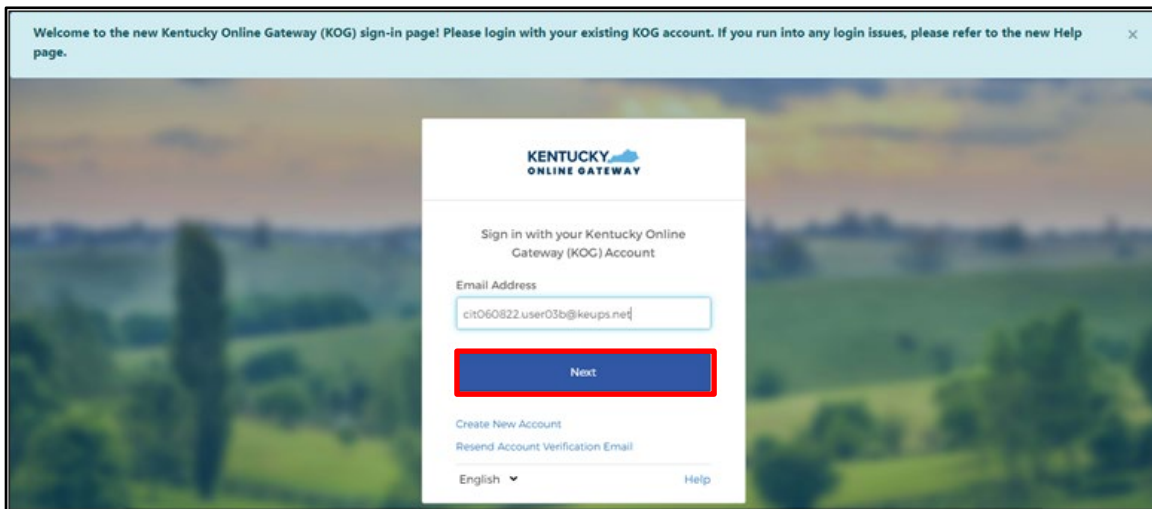 Welcome to the new Kentucky Online Gateway (KOG) sign-in page! Please login with your existing KOG account. If you run into any login issues, please refer to the new Help
page.
×
KENTUCKY
ONLINE GATEWAY
Sign in with your Kentucky Online
Gateway (KOG) Account
Email Address
cit060822.user03b@keups.net
Next
Create New Account
Resend Account Verification Email
English
Help